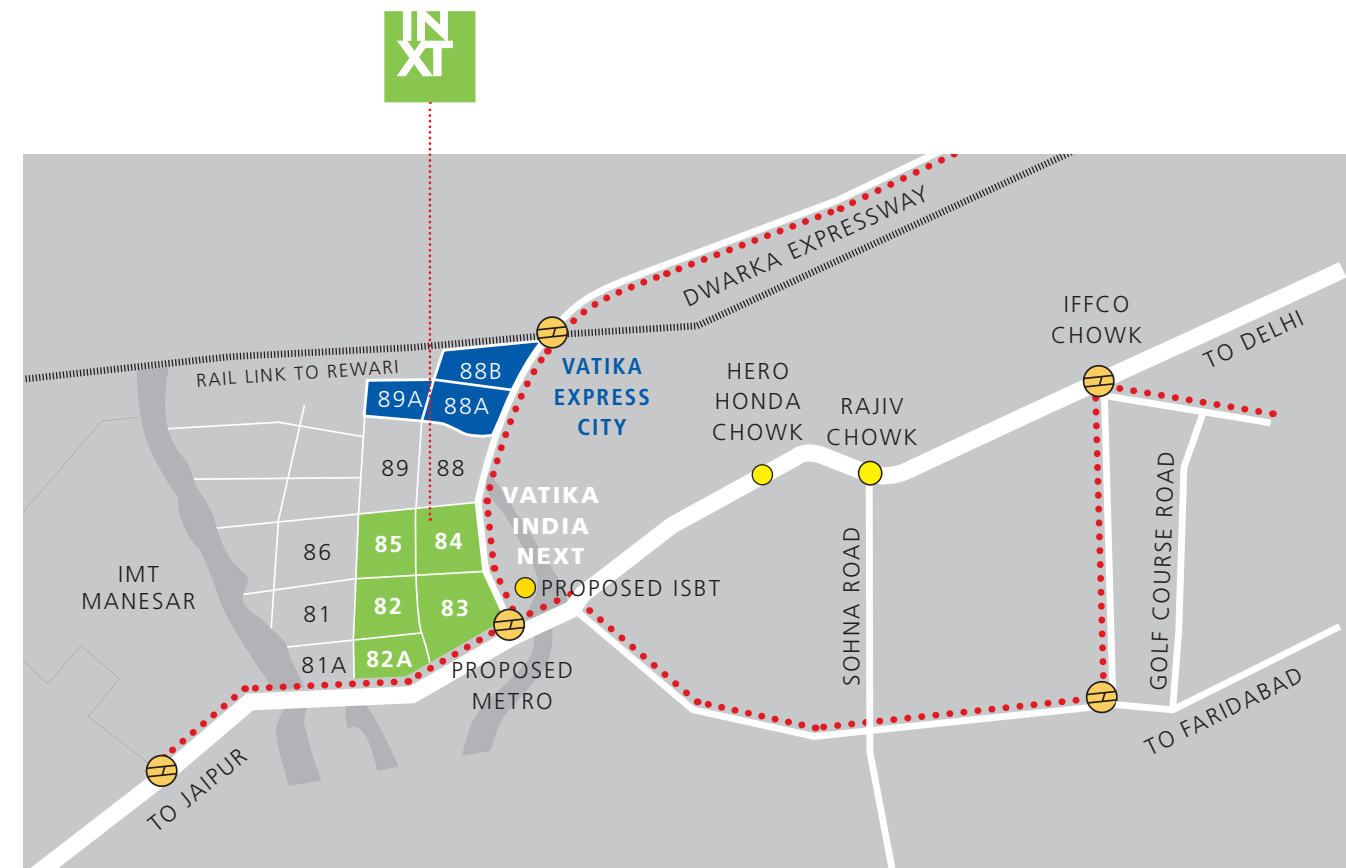 IN
XT
DWARKA EXPRESSWAY
IFFCO
CHOWK
TO DELHI
RAIL LINK TO REWARI
88B
89A
88A
VATIKA
EXPRESS
CITY
HERO
HONDA
CHOWK
RAJIV
CHOWK
89
88
VATIKA
INDIA
NEXT
86
85
84
IMT
MANESAR
PROPOSED ISBT
81
82
83
81A
82A
PROPOSED
METRO
SOHNA ROAD
GOLF COURSE ROAD
TO FARIDABAD
TO JAIPUR